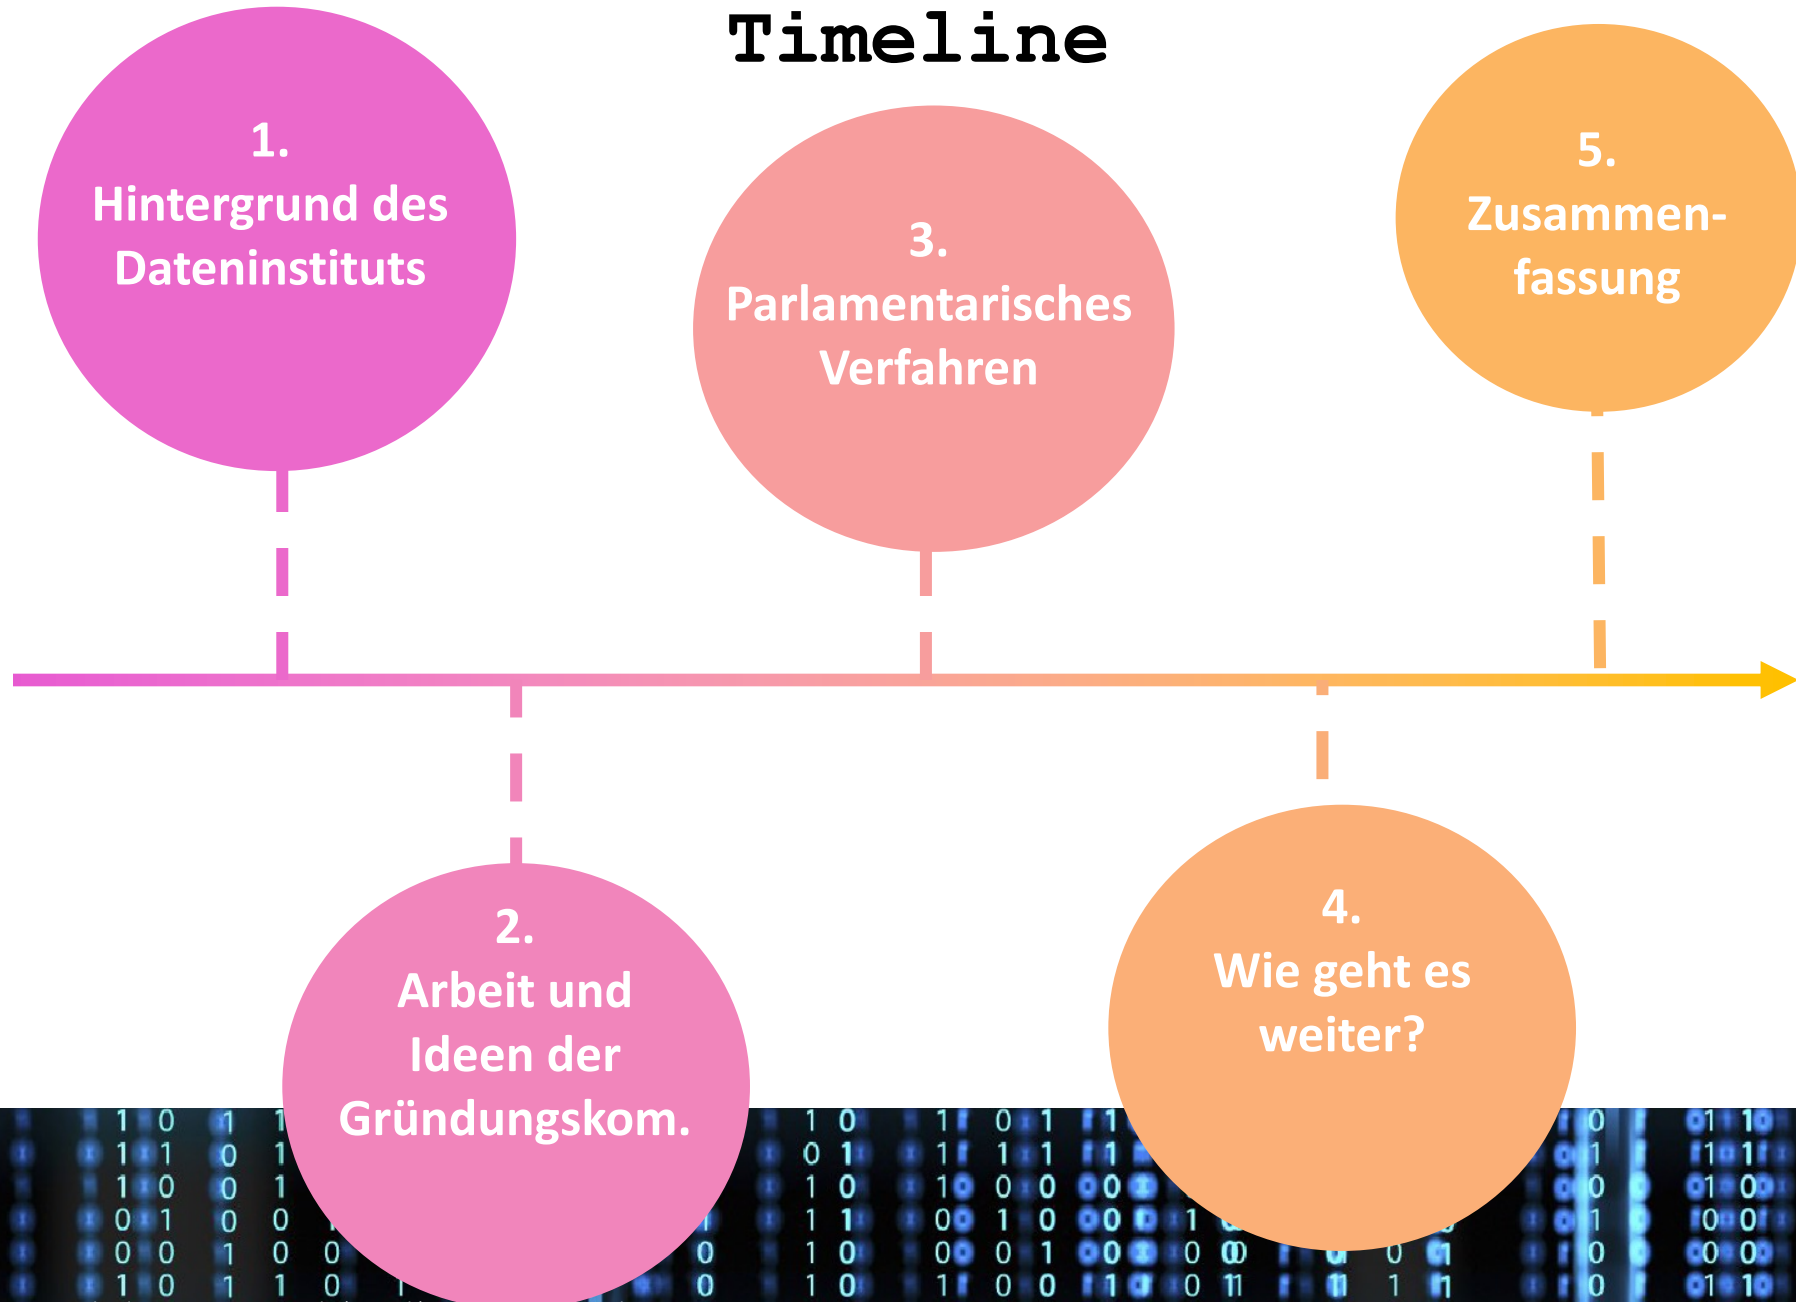 Timeline
1.
Hintergrund des
Dateninstituts
2.
Arbeit und
Ideen der
Gründungskom.
3.
Parlamentarisches
Verfahren
4.
Wie geht es
weiter?
5.
Zusammen-
fassung